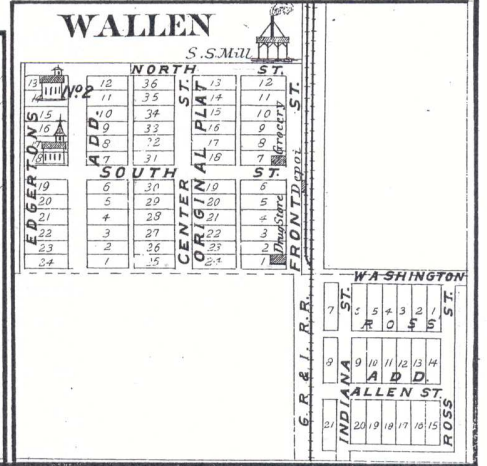 WALLEN
S.S.Mill
NORTH ST.
13 12 36 13 12
14 No. 2 11 35 14 11
15 10 34 15 10
16 9 33 16 9
8 17 8
18 7 31 18 7
Grocery
SOUTH ST.
19 6 30 19 6
20 5 29 20 5
21 4 28 21 4
22 3 27 22 3
23 2 26 23 2
24 1 25 24 1
Drug Store
EDGERTONS
ADD.
CENTER ST.
ORIGINAL PLAT
FRONT ST.
Depot
G.R & I. R.R.
WASHINGTON ST.
7 5 4 3 2 1
ROSS
8 9 10 11 12 13 14
ADD.
ALLEN ST.
21 20 19 18 17 16 15
INDIANA ST.
ROSS